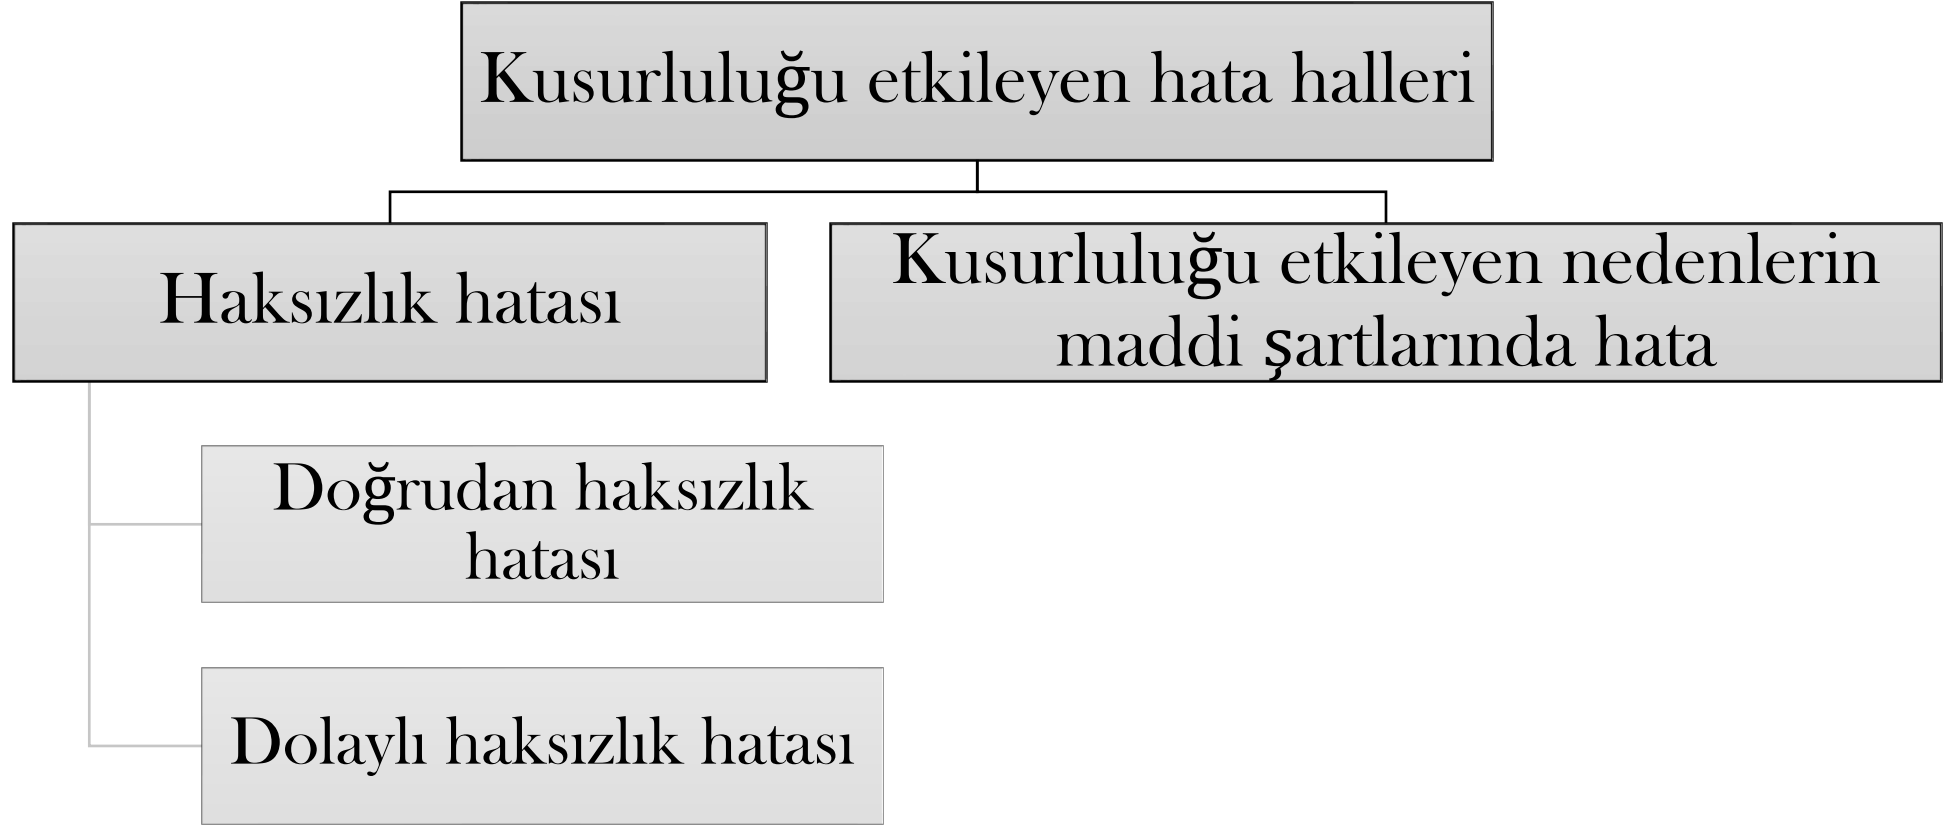 Kusurluluğu etkileyen hata halleri
Haksızlık hatası
Kusurluluğu etkileyen nedenlerin
maddi şartlarında hata
Doğrudan haksızlık
hatası
Dolaylı haksızlık hatası